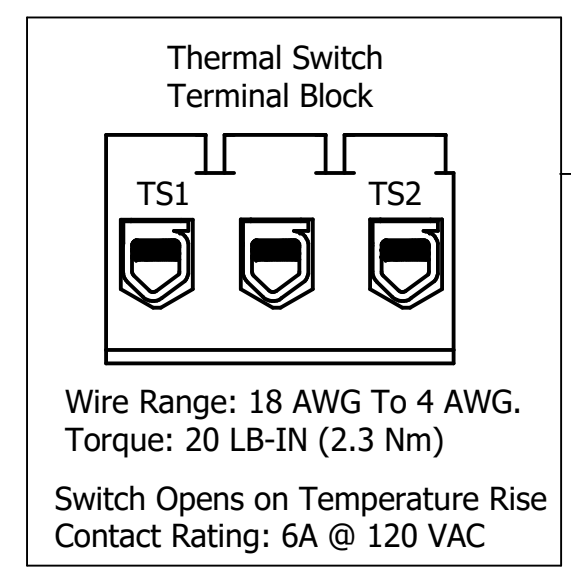 Thermal Switch
Terminal Block
TS1 TS2
Wire Range: 18 AWG To 4 AWG.
Torque: 20 LB-IN (2.3 Nm)
Switch Opens on Temperature Rise
Contact Rating: 6A @ 120 VAC